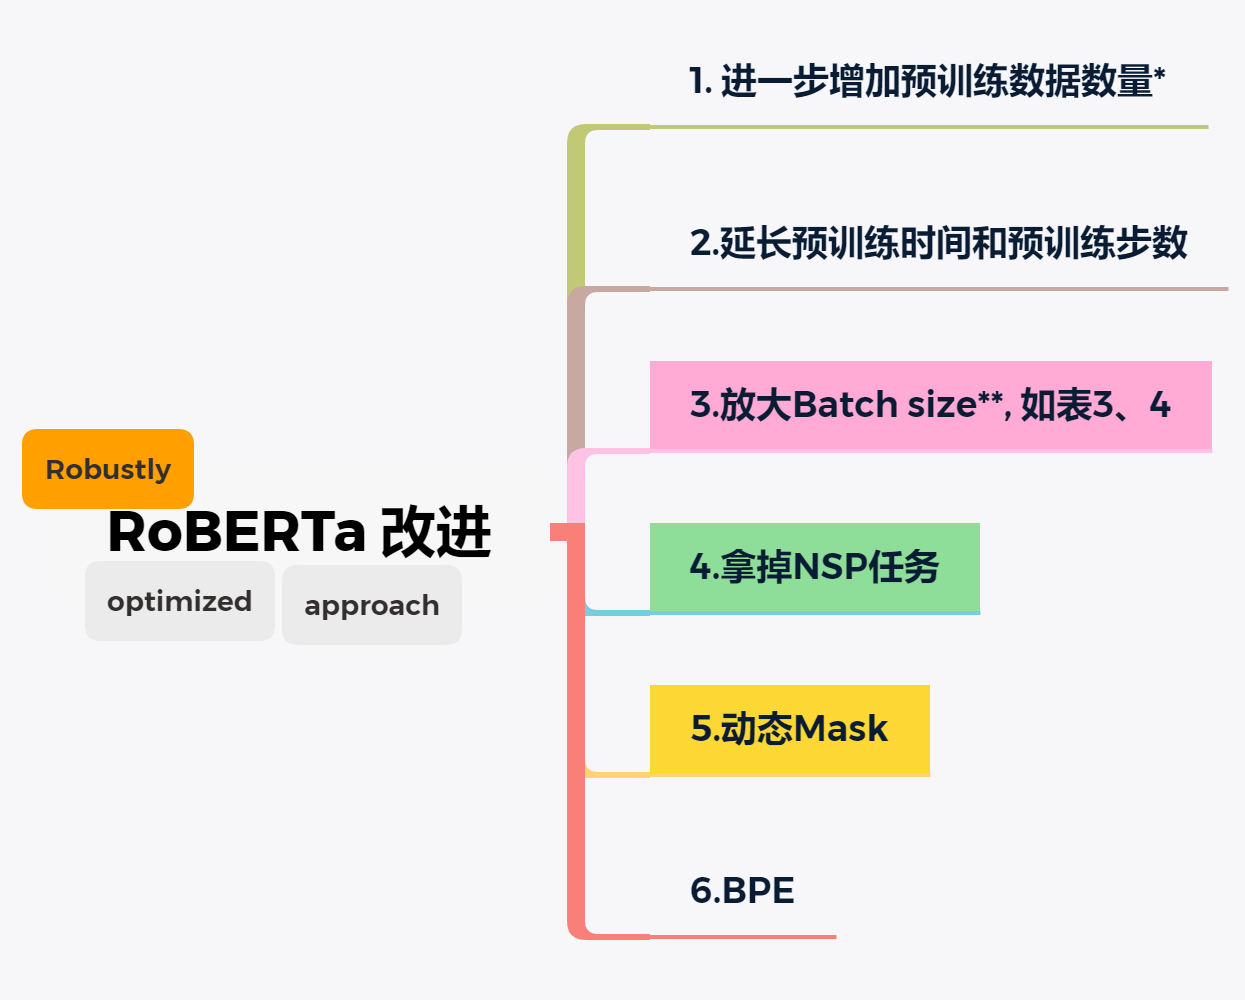 Robustly
RoBERTa 改进
optimized
approach
1. 进一步增加预训练数据数量*
2.延长预训练时间和预训练步数
3.放大Batch size**, 如表3、4
4.拿掉NSP任务
5.动态Mask
6.BPE